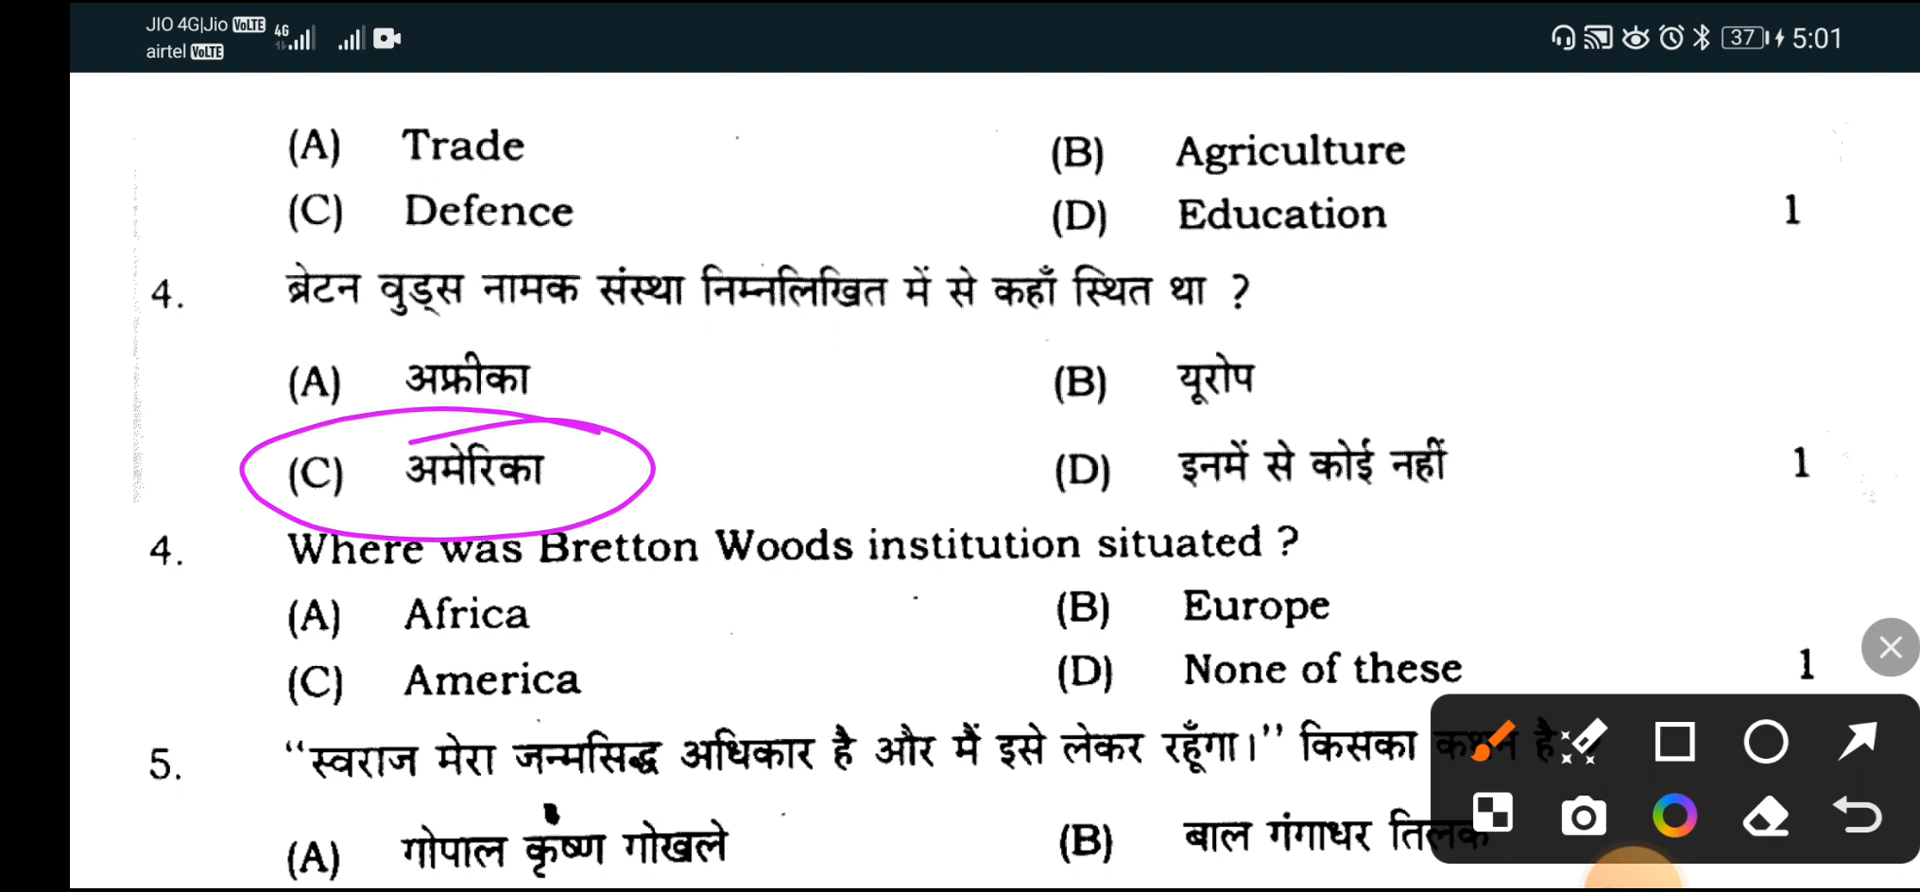 JIO 4G|Jio VoLTE 4G
airtel VoLTE
37 5:01
(A) Trade (B) Agriculture
(C) Defence (D) Education 1
4. ब्रेटन वुड्स नामक संस्था निम्नलिखित में से कहाँ स्थित था ?
(A) अफ्रीका (B) यूरोप
(C) अमेरिका (D) इनमें से कोई नहीं 1
4. Where was Bretton Woods institution situated ?
(A) Africa (B) Europe
(C) America (D) None of these 1
5. “स्वराज मेरा जन्मसिद्ध अधिकार है और मैं इसे लेकर रहूँगा।” किसका कथन है
(A) गोपाल कृष्ण गोखले (B) बाल गंगाधर तिलक